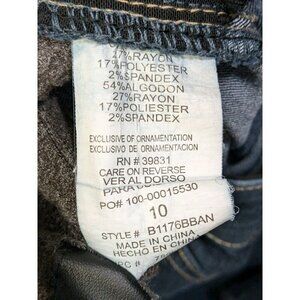 27%RAYON
17%POLYESTER
2%SPANDEX
54%ALGODON
27%RAYON
17%POLIESTER
2%SPANDEX
EXCLUSIVE OF ORNAMENTATION
EXCLUSIVO DE ORNAMENTACION
RN# 39831
CARE ON REVERSE
VER AL DORSO
PARA
PO# 100-00015530
10
STYLE# B1176BBAN
MADE IN CHINA
HECHO EN CHINA